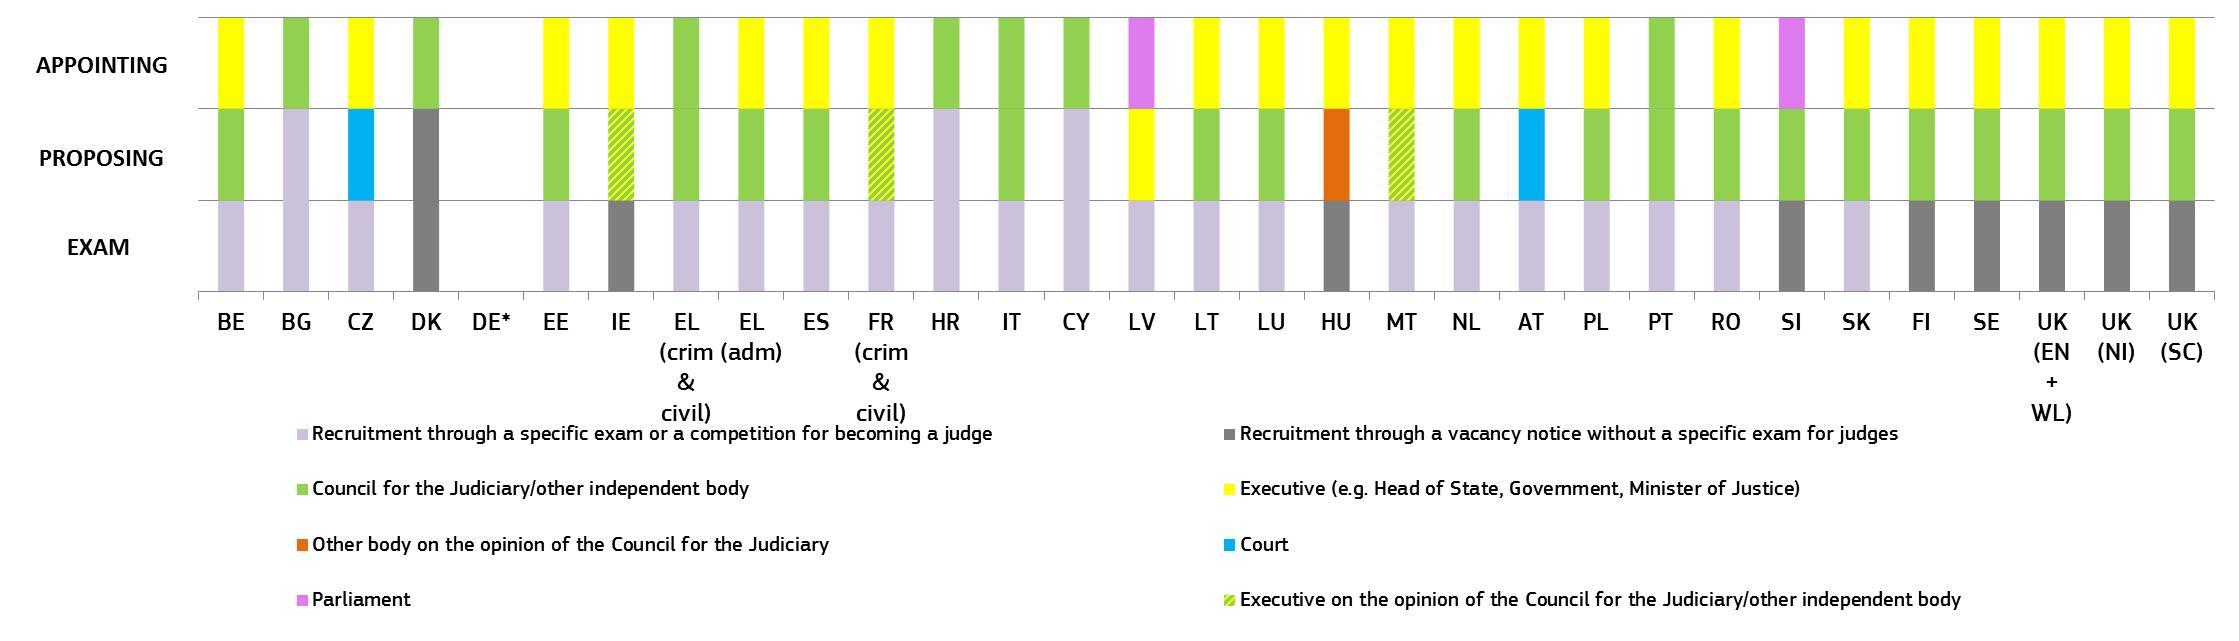 APPOINTING
PROPOSING
EXAM
BE BG CZ DK DE* EE IE EL EL ES FR HR IT CY LV LT LU HU MT NL AT PL PT RO SI SK FI SE UK UK UK
(crim (adm) (crim (EN (NI) (SC)
& & +
civil) civil) WL)
Recruitment through a specific exam or a competition for becoming a judge
Recruitment through a vacancy notice without a specific exam for judges
Council for the Judiciary/other independent body
Executive (e.g. Head of State, Government, Minister of Justice)
Other body on the opinion of the Council for the Judiciary
Court
Parliament
Executive on the opinion of the Council for the Judiciary/other independent body